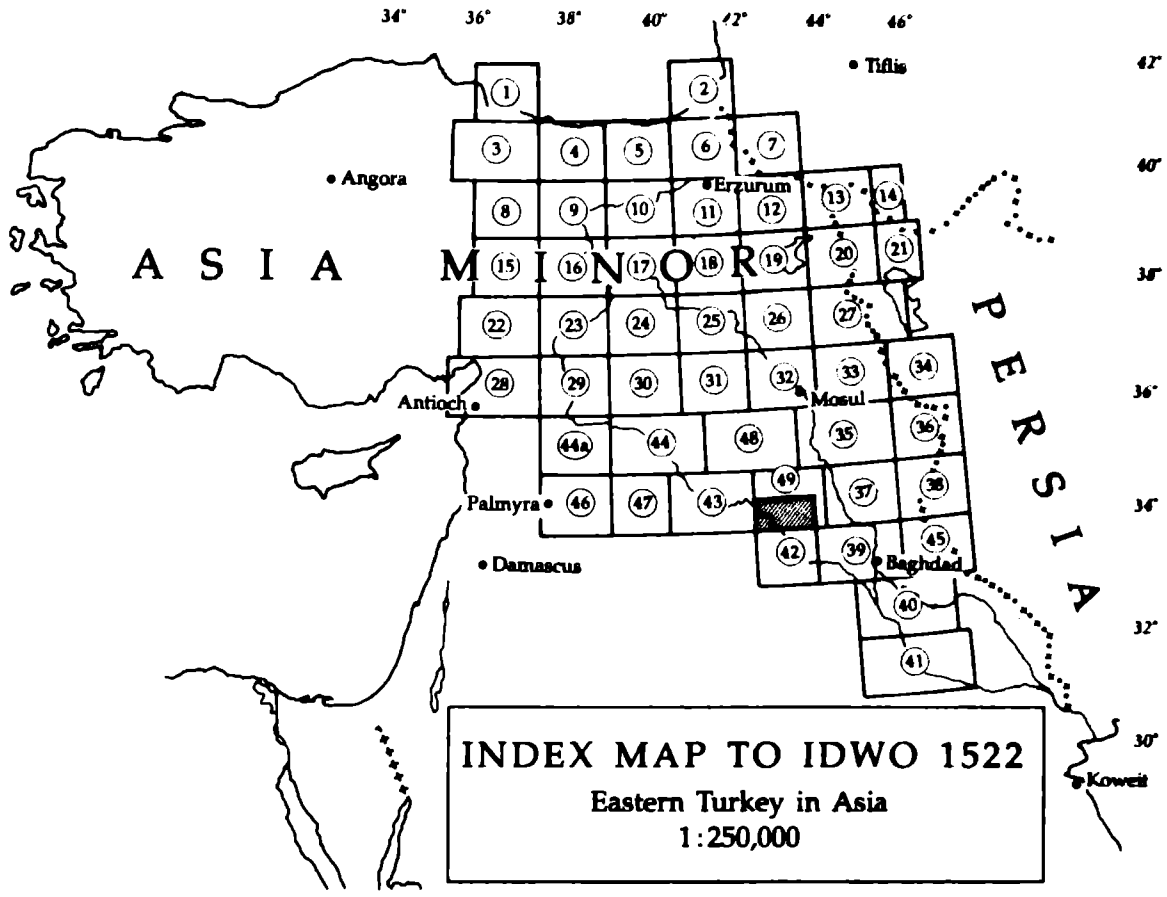 34° 36° 38° 40° 42° 44° 46°
Tiflis 42°
1 2
3 4 5 6 7
Angora Erzurum 40°
8 9 10 11 12 13 14
ASIA MINOR
15 16 17 18 19 20 21
38°
22 23 24 25 26 27
PERSIA
28 29 30 31 32 33 34
36°
Antioch Mosul
44a 44 48 35 36
49
Palmyra 46 47 43 37 38
34°
42 39 45
Damascus Baghdad
40
32°
41
INDEX MAP TO IDWO 1522
30°
Koweit
Eastern Turkey in Asia
1:250,000